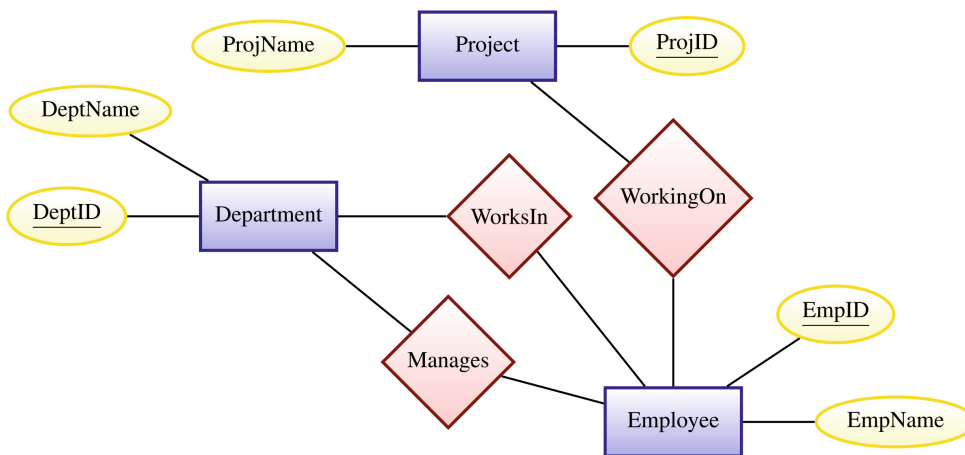 ProjName
Project
ProjID
DeptName
DeptID
Department
WorksIn
WorkingOn
Manages
EmpID
Employee
EmpName